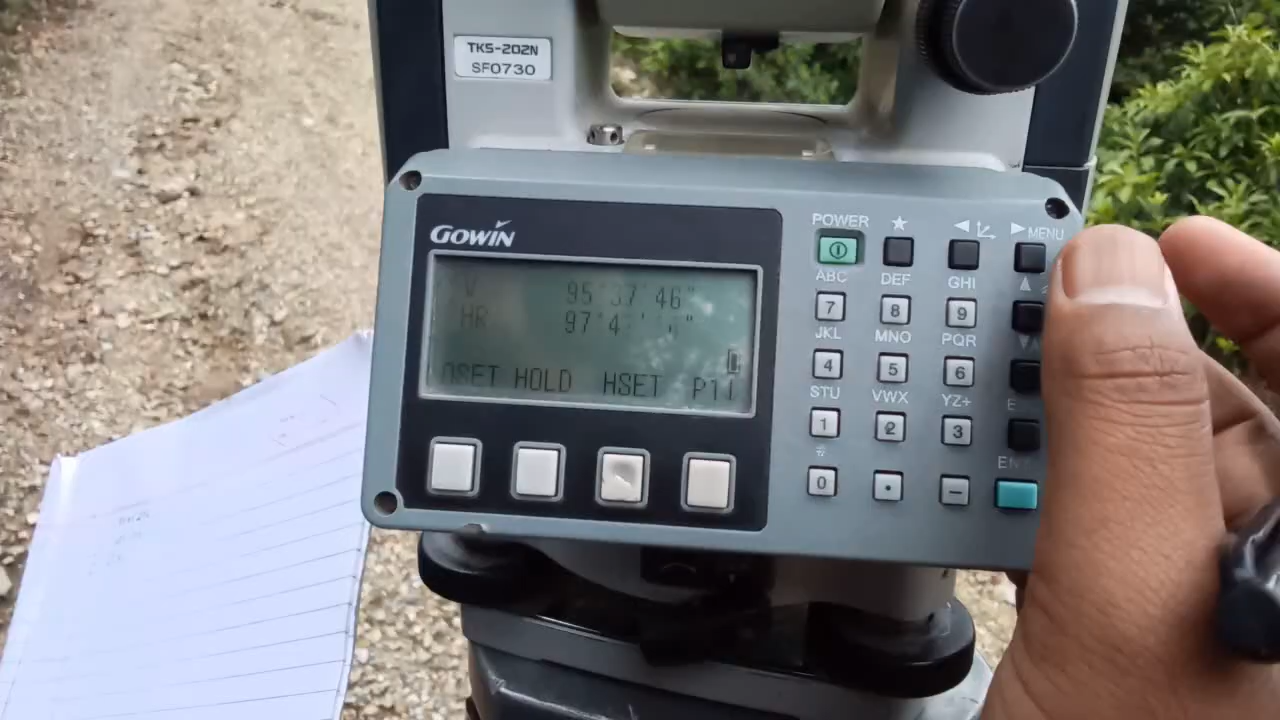 TKS-202N
SF0730
GOWIN
V 95°37'46"
HR
HOLD HSET P1↓
POWER ★ ◀ ▶ MENU
ABC DEF GHI
7 8 9
JKL MNO PQR
4 5 6
STU VWX YZ+
1 2 3
0 . −